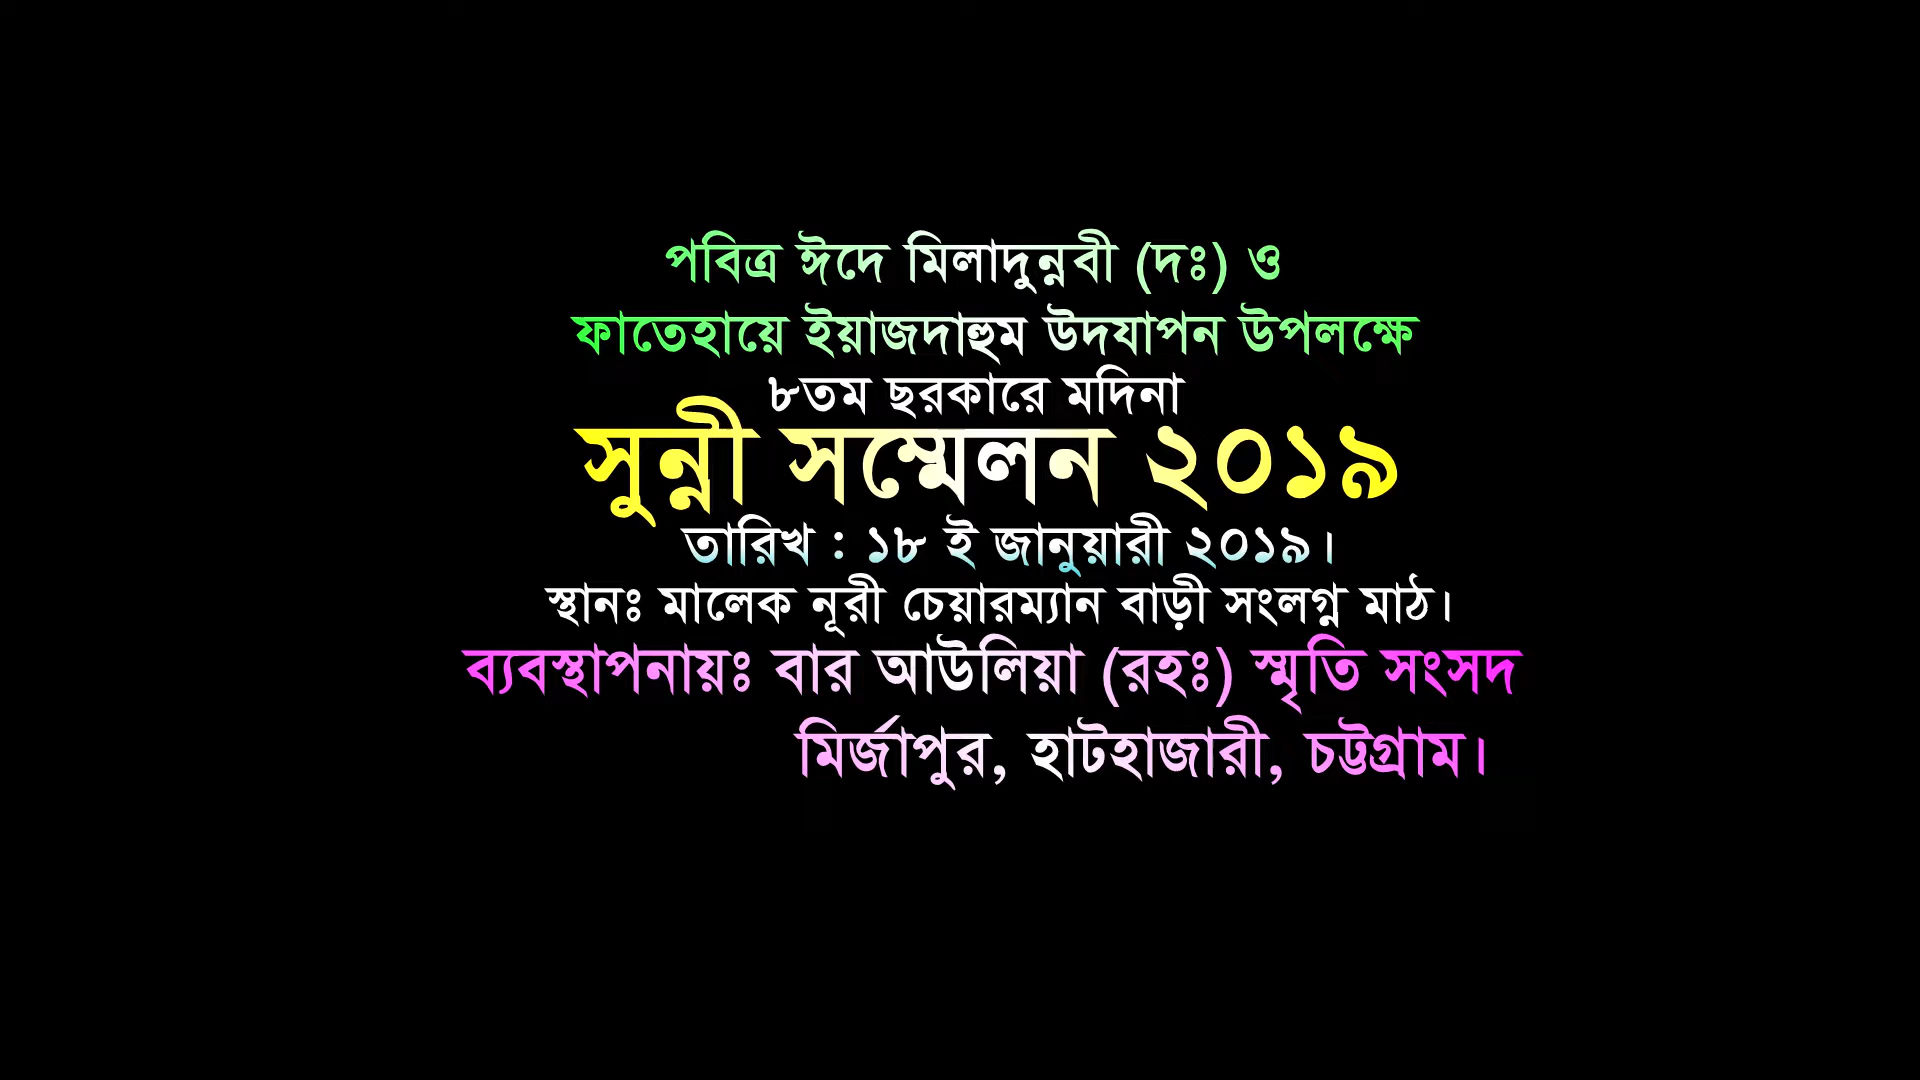 পবিত্র ঈদে মিলাদুন্নবী (দঃ) ও
ফাতেহায়ে ইয়াজদাহুম উদযাপন উপলক্ষে
৮তম ছরকারে মদিনা
সুন্নী সম্মেলন ২০১৯
তারিখ : ১৮ ই জানুয়ারী ২০১৯।
স্থানঃ মালেক নূরী চেয়ারম্যান বাড়ী সংলগ্ন মাঠ।
ব্যবস্থাপনায়ঃ বার আউলিয়া (রহঃ) স্মৃতি সংসদ
মির্জাপুর, হাটহাজারী, চট্টগ্রাম।